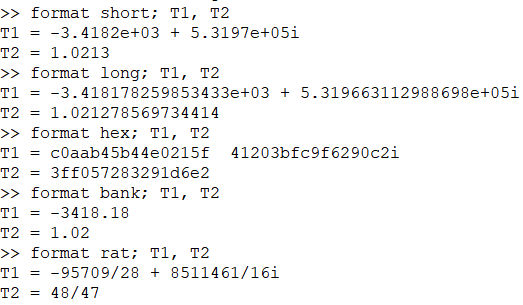 >> format short; T1, T2
T1 = -3.4182e+03 + 5.3197e+05i
T2 = 1.0213
>> format long; T1, T2
T1 = -3.418178259853433e+03 + 5.319663112988698e+05i
T2 = 1.021278569734414
>> format hex; T1, T2
T1 = c0aab45b44e0215f  41203bfc9f6290c2i
T2 = 3ff057283291d6e2
>> format bank; T1, T2
T1 = -3418.18
T2 = 1.02
>> format rat; T1, T2
T1 = -95709/28 + 8511461/16i
T2 = 48/47